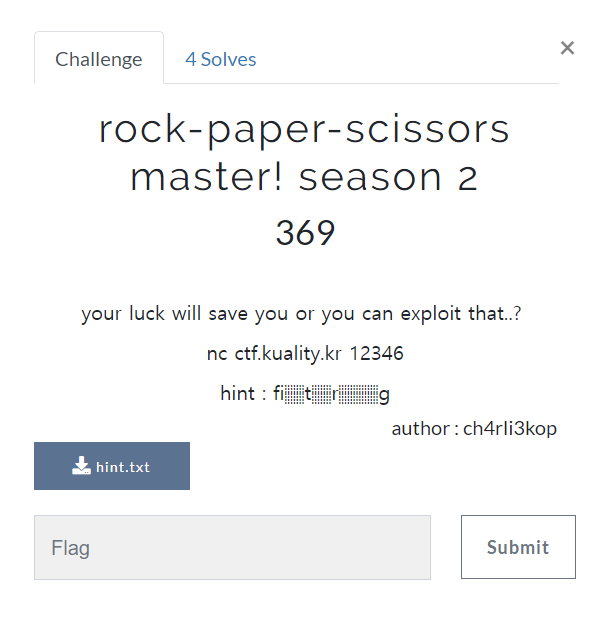 Challenge
4 Solves
×
rock-paper-scissors
master! season 2
369
your luck will save you or you can exploit that..?
nc ctf.kuality.kr 12346
hint : fi▒▒t▒▒r▒▒▒▒g
author : ch4rli3kop
hint.txt
Flag
Submit